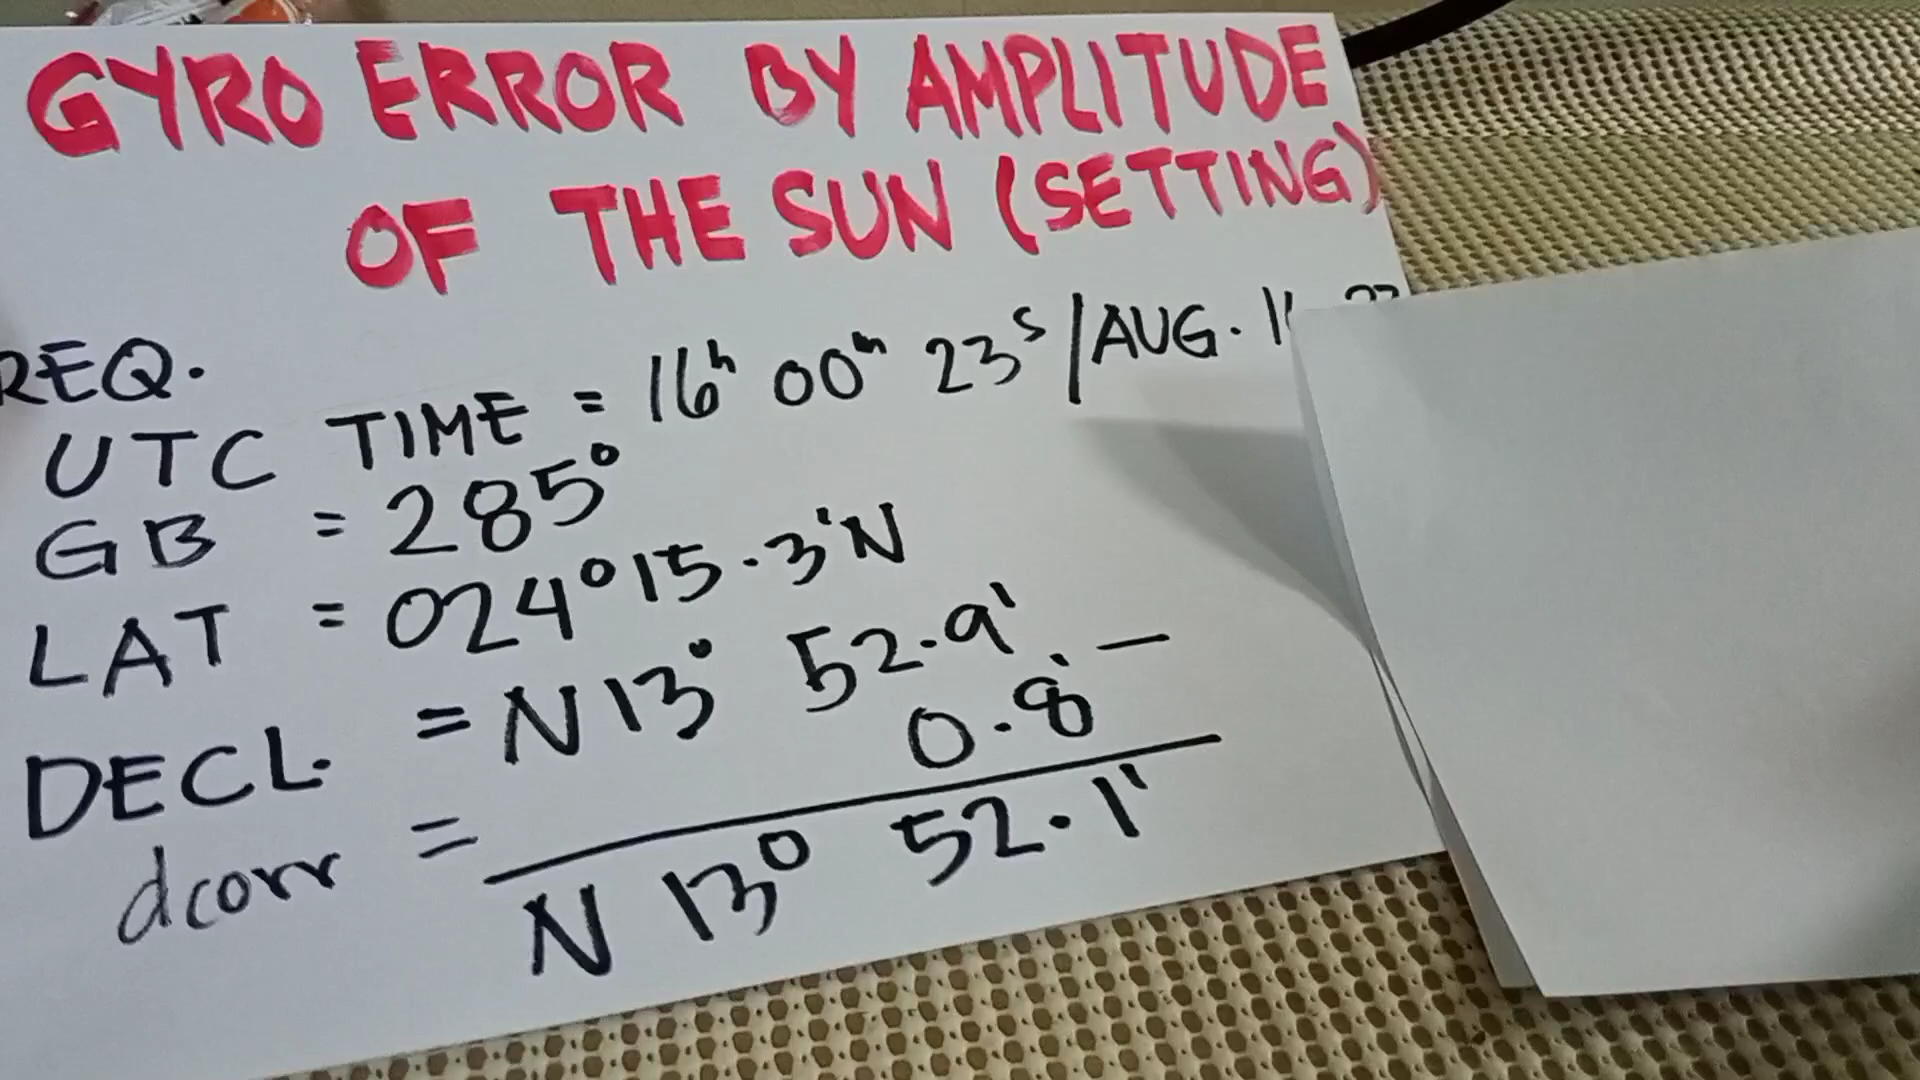 GYRO ERROR BY AMPLITUDE
OF THE SUN (SETTING)
REQ.
UTC TIME = 16h 00m 23s / AUG.
GB = 285°
LAT = 024° 15.3'N
DECL. = N 13° 52.9'
dcorr = 0.8' —
N 13° 52.1'